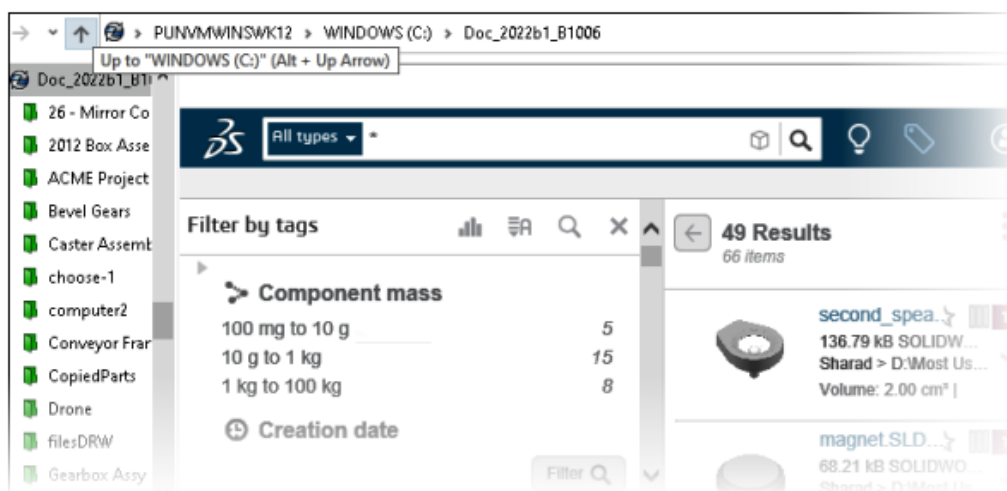 PUNVMWINSWK12 > WINDOWS (C:) > Doc_2022b1_B1006
Up to "WINDOWS (C:)" (Alt + Up Arrow)
Doc_2022b1_B1
26 - Mirror Co
2012 Box Asse
ACME Project
Bevel Gears
Caster Assemb
choose-1
computer2
Conveyor Fran
CopiedParts
Drone
filesDRW
Gearbox Assy
All types *
Filter by tags
Component mass
100 mg to 10 g 5
10 g to 1 kg 15
1 kg to 100 kg 8
Creation date
Filter
49 Results
66 items
second_spea...
136.79 kB SOLIDW...
Sharad > D:\Most Us...
Volume: 2.00 cm³ |
magnet.SLD...
68.21 kB SOLIDWO...
Sharad > D:\Most Us